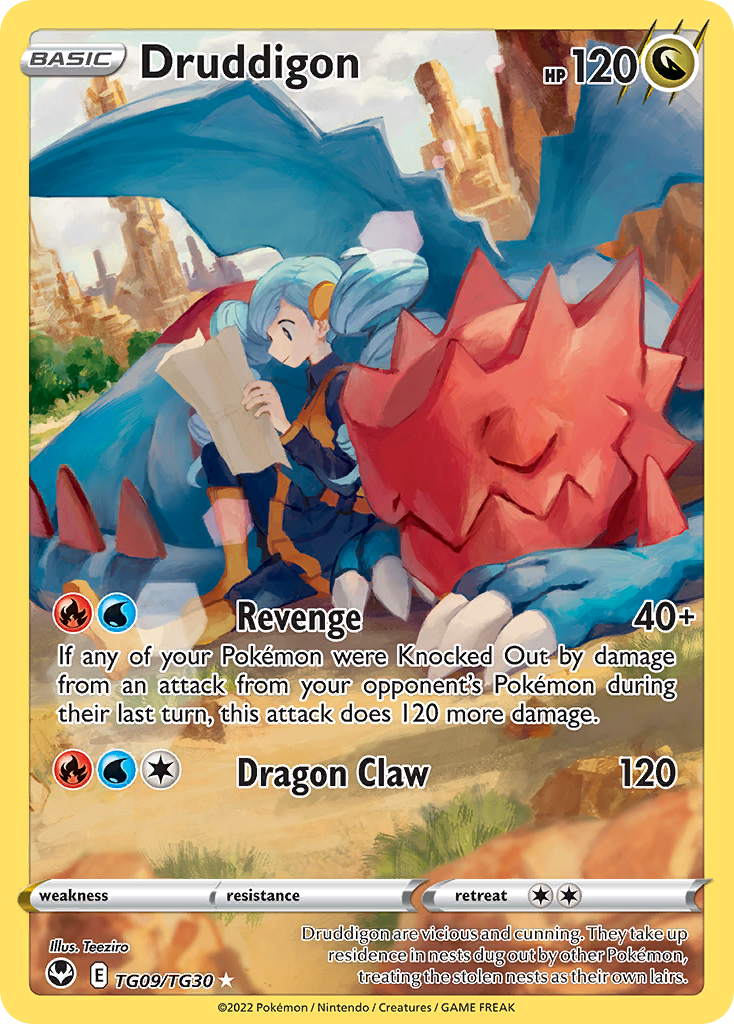 BASIC Druddigon HP 120
Revenge 40+
If any of your Pokémon were Knocked Out by damage
from an attack from your opponent's Pokémon during
their last turn, this attack does 120 more damage.
Dragon Claw 120
weakness resistance retreat
Illus. Teeziro
Druddigon are vicious and cunning. They take up
residence in nests dug out by other Pokémon,
treating the stolen nests as their own lairs.
E TG09/TG30
©2022 Pokémon / Nintendo / Creatures / GAME FREAK